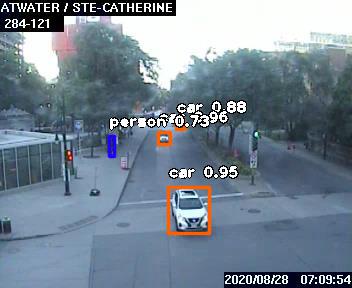 ATWATER / STE-CATHERINE
284-121
car 0.88
person 0.73
car 0.95
2020/08/28 07:09:54